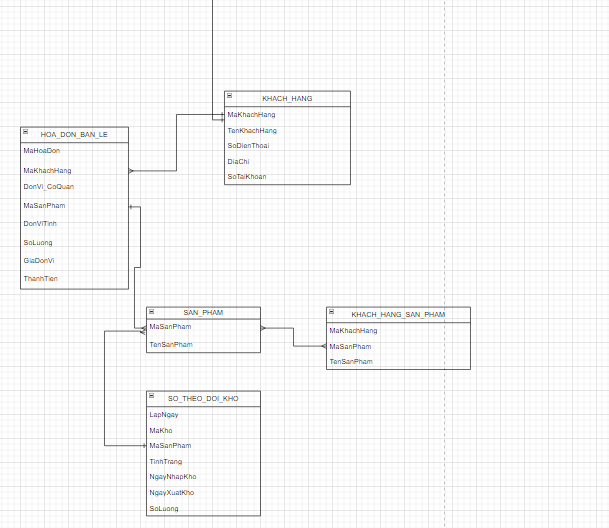 KHACH_HANG
MaKhachHang
TenKhachHang
SoDienThoai
DiaChi
SoTaiKhoan
HOA_DON_BAN_LE
MaHoaDon
MaKhachHang
DonVi_CoQuan
MaSanPham
DonViTinh
SoLuong
GiaDonVi
ThanhTien
SAN_PHAM
MaSanPham
TenSanPham
KHACH_HANG_SAN_PHAM
MaKhachHang
MaSanPham
TenSanPham
SO_THEO_DOI_KHO
LapNgay
MaKho
MaSanPham
TinhTrang
NgayNhapKho
NgayXuatKho
SoLuong